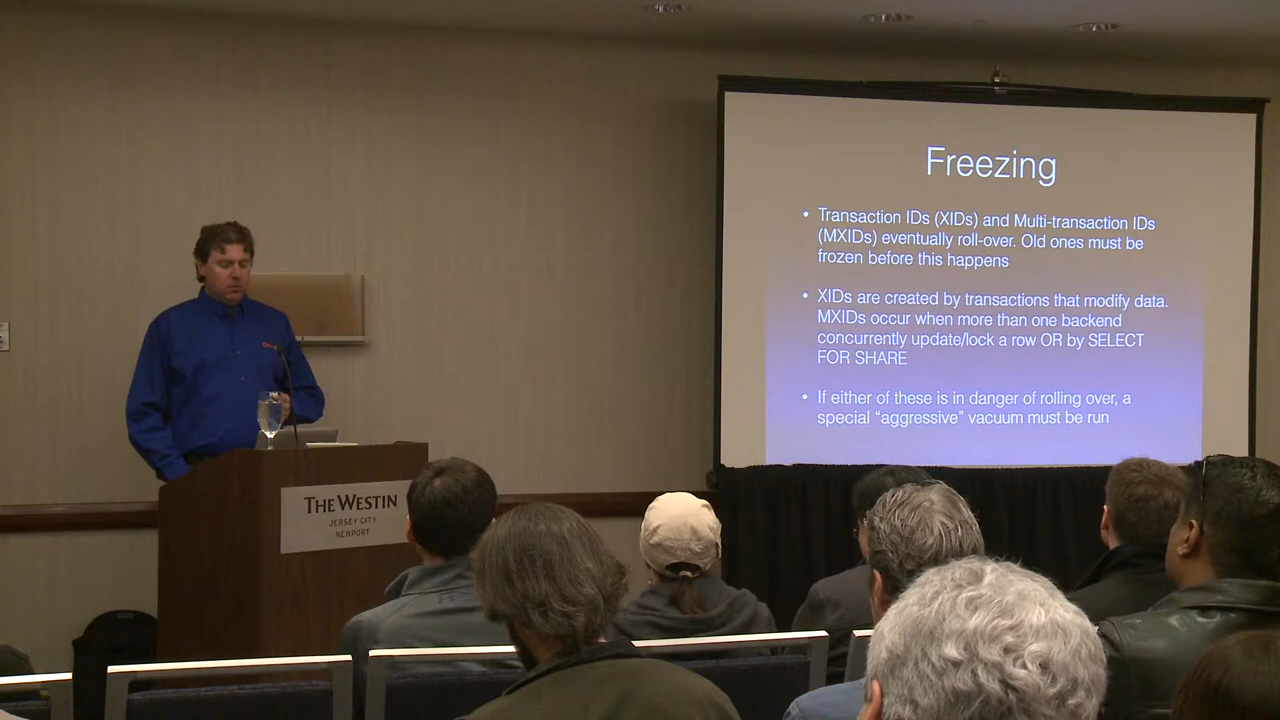 Freezing
• Transaction IDs (XIDs) and Multi-transaction IDs
(MXIDs) eventually roll-over. Old ones must be
frozen before this happens
• XIDs are created by transactions that modify data.
MXIDs occur when more than one backend
concurrently update/lock a row OR by SELECT
FOR SHARE
• If either of these is in danger of rolling over, a
special “aggressive” vacuum must be run
THE WESTIN
JERSEY CITY
NEWPORT